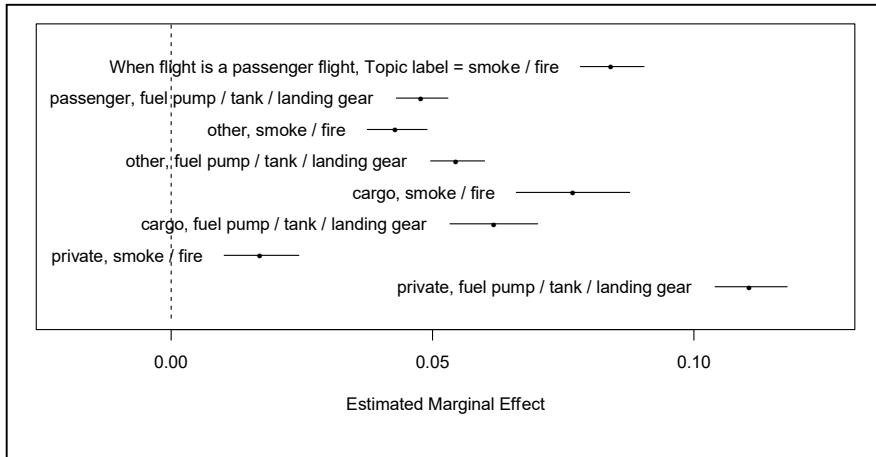 When flight is a passenger flight, Topic label = smoke / fire
passenger, fuel pump / tank / landing gear
other, smoke / fire
other, fuel pump / tank / landing gear
cargo, smoke / fire
cargo, fuel pump / tank / landing gear
private, smoke / fire
private, fuel pump / tank / landing gear
0.00 0.05 0.10
Estimated Marginal Effect